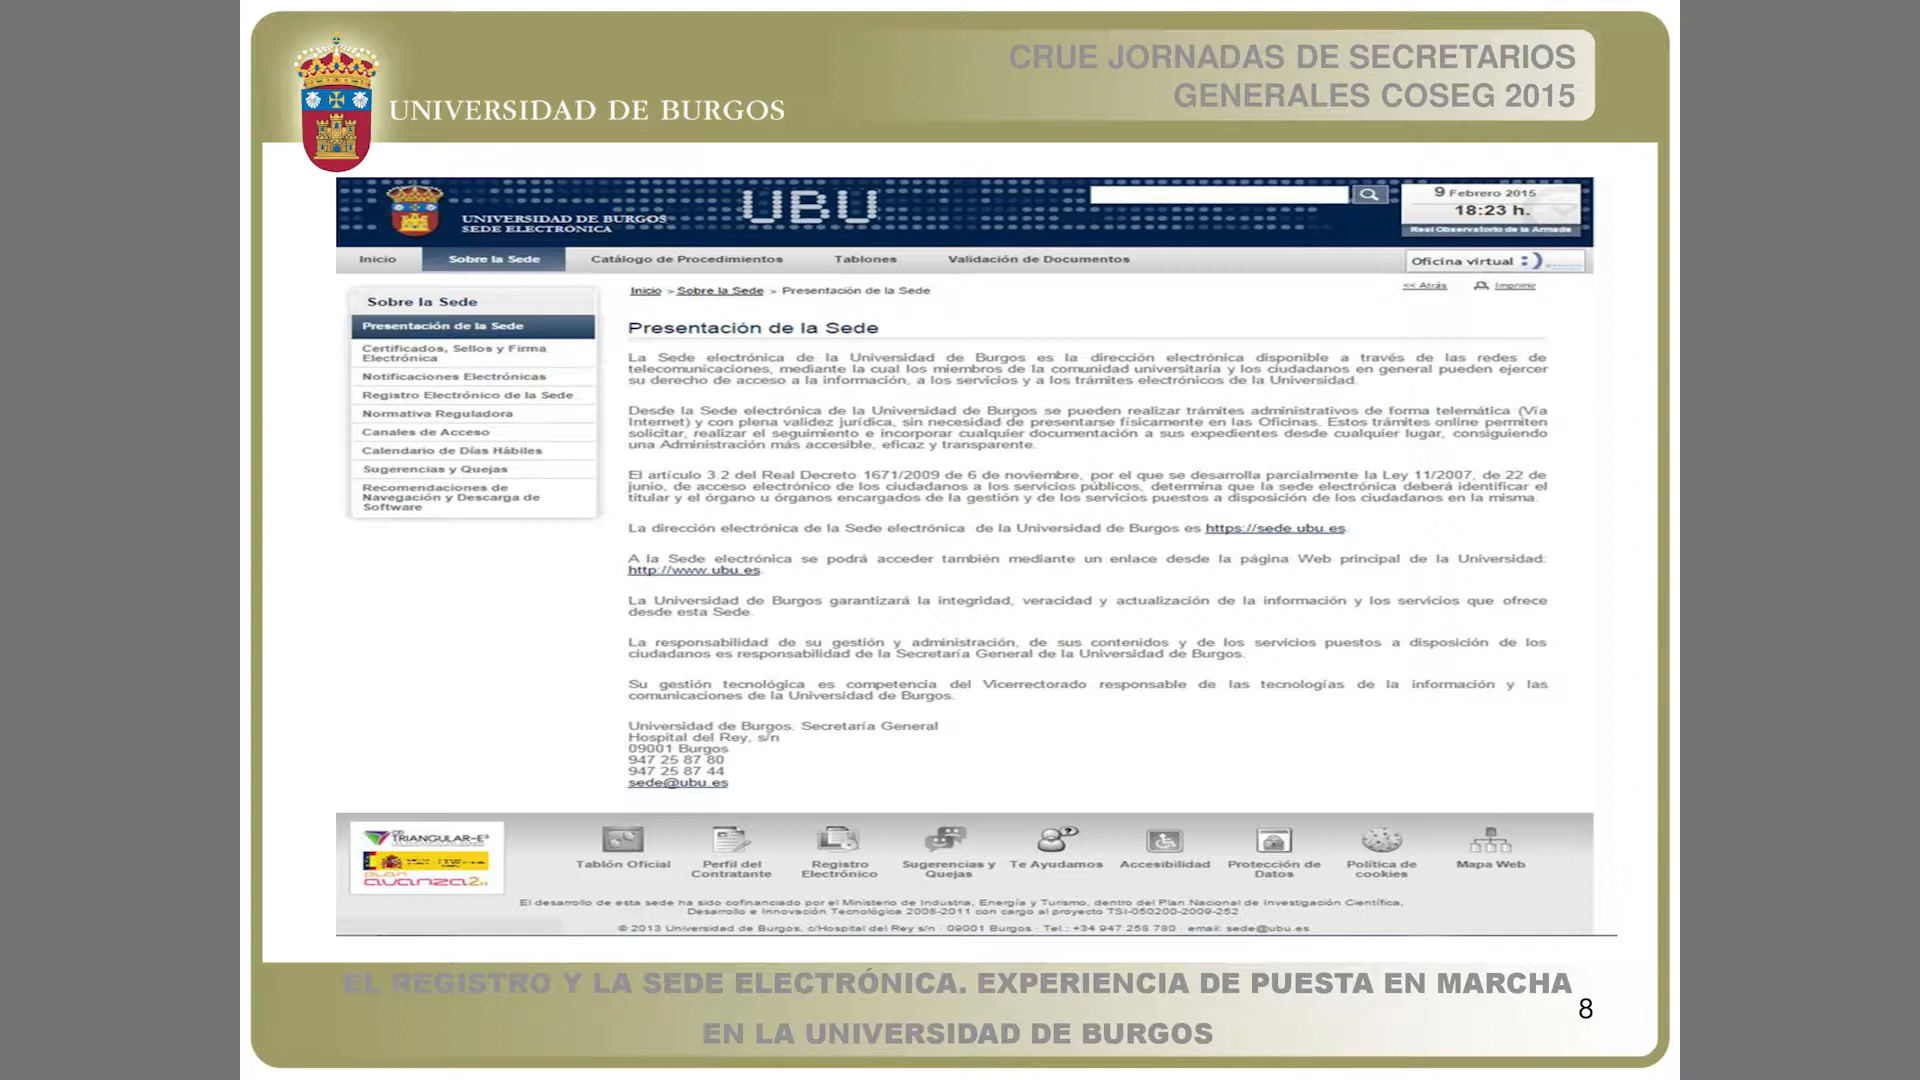 CRUE JORNADAS DE SECRETARIOS
GENERALES COSEG 2015
UNIVERSIDAD DE BURGOS
UBU
UNIVERSIDAD DE BURGOS
SEDE ELECTRONICA
9 Febrero 2015
18:23 h.
Real Observatorio de la Armada
Inicio
Sobre la Sede
Catálogo de Procedimientos
Tablones
Validación de Documentos
Oficina virtual :)
Sobre la Sede
Presentación de la Sede
Certificados, Sellos y Firma
Electrónica
Notificaciones Electrónicas
Registro Electrónico de la Sede
Normativa Reguladora
Canales de Acceso
Calendario de Días Hábiles
Sugerencias y Quejas
Recomendaciones de
Navegación y Descarga de
Software
Inicio > Sobre la Sede > Presentación de la Sede
<< Atrás
Imprimir
Presentación de la Sede
La Sede electrónica de la Universidad de Burgos es la dirección electrónica disponible a través de las redes de
telecomunicaciones, mediante la cual los miembros de la comunidad universitaria y los ciudadanos en general pueden ejercer
su derecho de acceso a la información, a los servicios y a los trámites electrónicos de la Universidad.
Desde la Sede electrónica de la Universidad de Burgos se pueden realizar trámites administrativos de forma telemática (Vía
Internet) y con plena validez jurídica, sin necesidad de presentarse físicamente en las Oficinas. Estos trámites online permiten
solicitar, realizar el seguimiento e incorporar cualquier documentación a sus expedientes desde cualquier lugar, consiguiendo
una Administración más accesible, eficaz y transparente.
El artículo 3.2 del Real Decreto 1671/2009 de 6 de noviembre, por el que se desarrolla parcialmente la Ley 11/2007, de 22 de
junio, de acceso electrónico de los ciudadanos a los servicios públicos, determina que la sede electrónica deberá identificar el
titular y el órgano u órganos encargados de la gestión y de los servicios puestos a disposición de los ciudadanos en la misma.
La dirección electrónica de la Sede electrónica de la Universidad de Burgos es https://sede.ubu.es.
A la Sede electrónica se podrá acceder también mediante un enlace desde la página Web principal de la Universidad:
http://www.ubu.es.
La Universidad de Burgos garantizará la integridad, veracidad y actualización de la información y los servicios que ofrece
desde esta Sede.
La responsabilidad de su gestión y administración, de sus contenidos y de los servicios puestos a disposición de los
ciudadanos es responsabilidad de la Secretaría General de la Universidad de Burgos.
Su gestión tecnológica es competencia del Vicerrectorado responsable de las tecnologías de la información y las
comunicaciones de la Universidad de Burgos.
Universidad de Burgos. Secretaría General
Hospital del Rey, s/n
09001 Burgos
947 25 87 80
947 25 87 44
sede@ubu.es
TRIANGULAR-E³
PLAN
avanza2»
Tablón Oficial
Perfil del
Contratante
Registro
Electrónico
Sugerencias y
Quejas
Te Ayudamos
Accesibilidad
Protección de
Datos
Política de
cookies
Mapa Web
El desarrollo de esta sede ha sido cofinanciado por el Ministerio de Industria, Energía y Turismo, dentro del Plan Nacional de Investigación Científica,
Desarrollo e Innovación Tecnológica 2008-2011 con cargo al proyecto TSI-050200-2009-252
© 2013 Universidad de Burgos, c/Hospital del Rey s/n · 09001 Burgos · Tel.: +34 947 258 780 · email: sede@ubu.es
EL REGISTRO Y LA SEDE ELECTRÓNICA. EXPERIENCIA DE PUESTA EN MARCHA
EN LA UNIVERSIDAD DE BURGOS
8